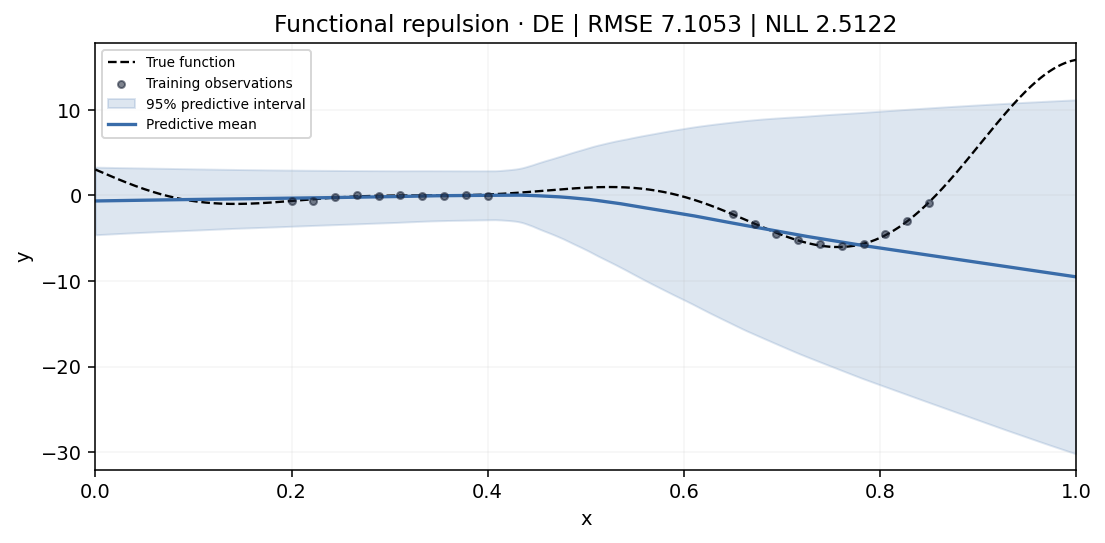 Functional repulsion · DE | RMSE 7.1053 | NLL 2.5122
True function
Training observations
95% predictive interval
Predictive mean
10
0
−10
−20
−30
y
0.0 0.2 0.4 0.6 0.8 1.0
x